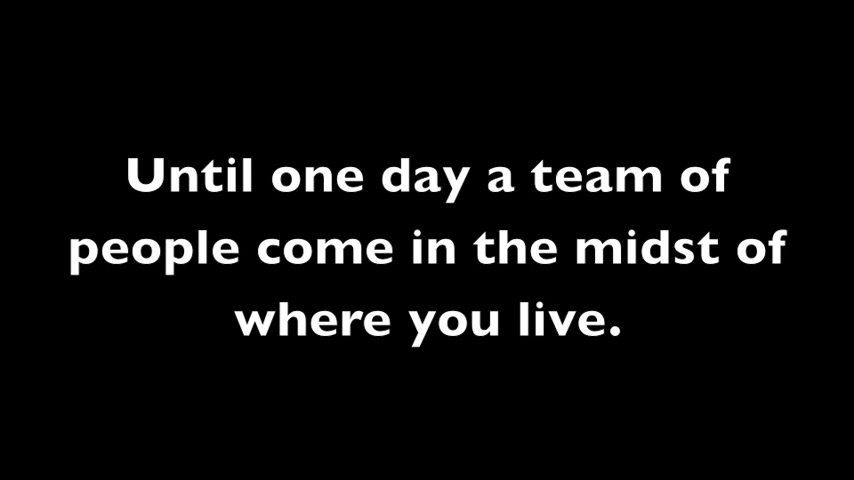 Until one day a team of
people come in the midst of
where you live.